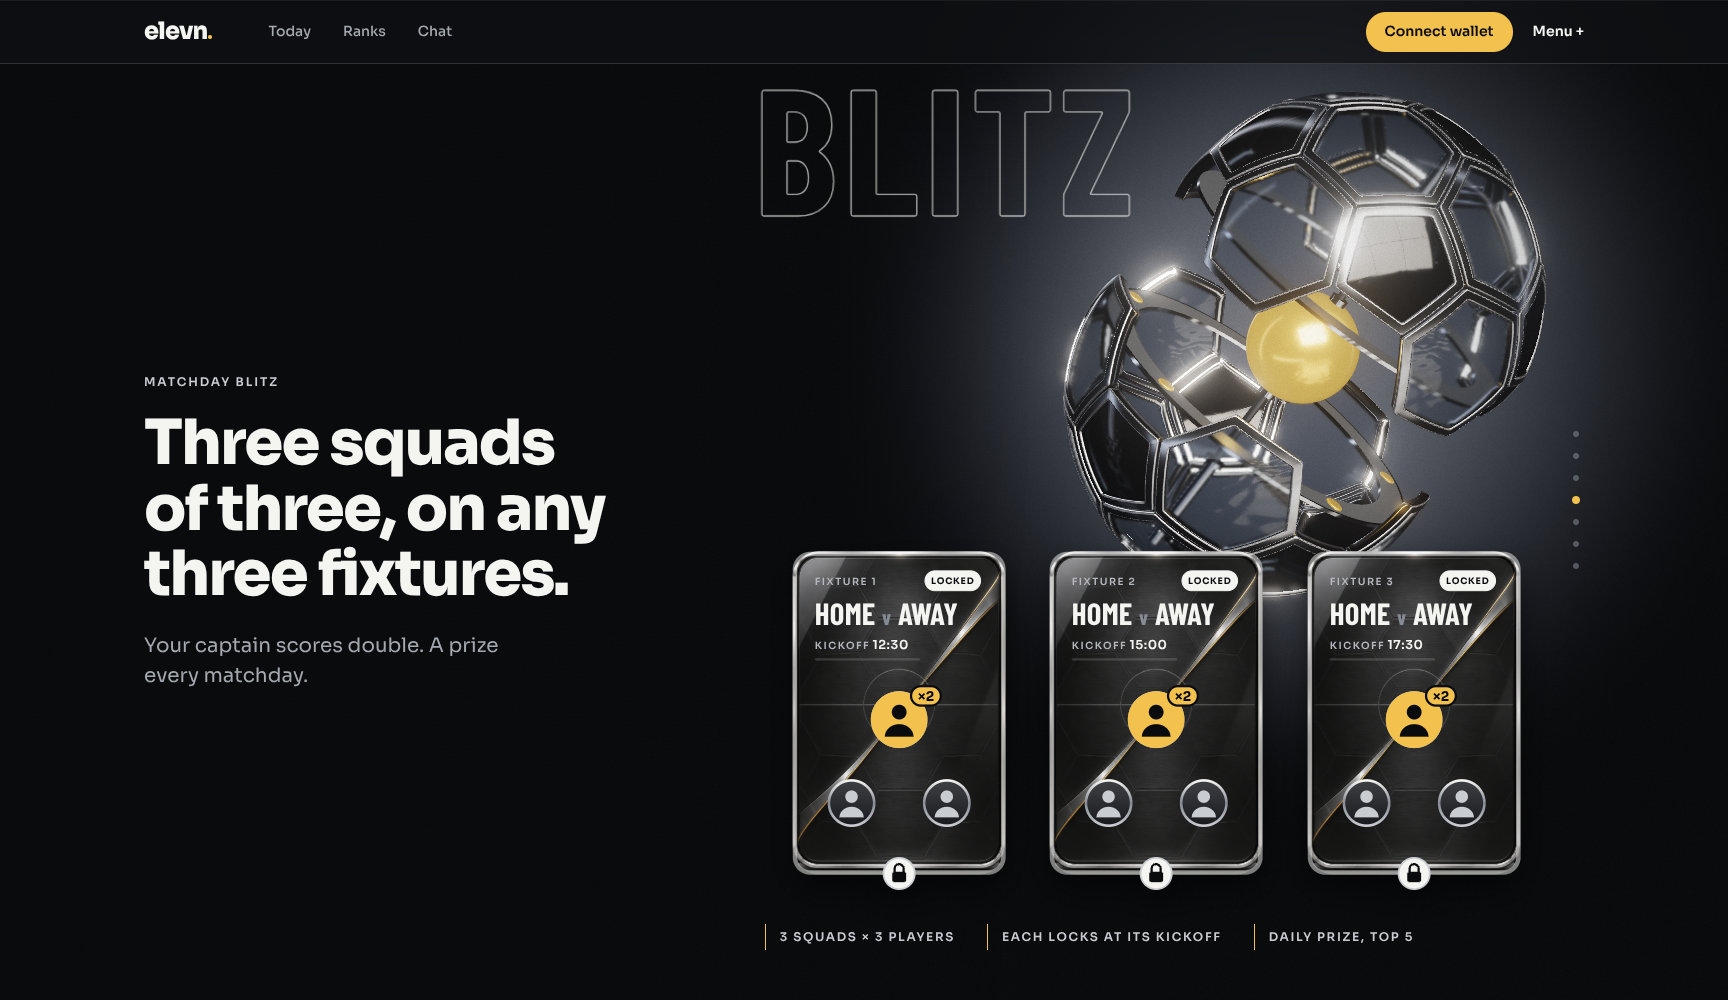 elevn.
Today
Ranks
Chat
Connect wallet
Menu +
BLITZ
MATCHDAY BLITZ
Three squads
of three, on any
three fixtures.
Your captain scores double. A prize
every matchday.
FIXTURE 1
LOCKED
HOME v AWAY
KICKOFF 12:30
×2
FIXTURE 2
LOCKED
HOME v AWAY
KICKOFF 15:00
×2
FIXTURE 3
LOCKED
HOME v AWAY
KICKOFF 17:30
×2
3 SQUADS × 3 PLAYERS
EACH LOCKS AT ITS KICKOFF
DAILY PRIZE, TOP 5